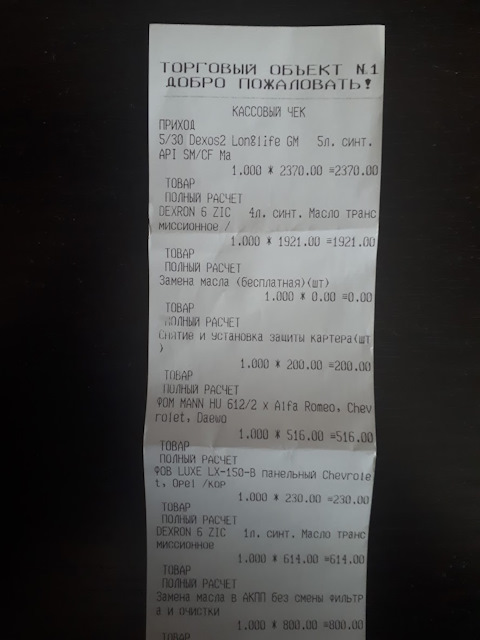 ТОРГОВЫЙ ОБЪЕКТ №1
ДОБРО ПОЖАЛОВАТЬ!
КАССОВЫЙ ЧЕК
ПРИХОД
5/30 Dexos2 Longlife GM 5л. синт.
API SM/CF Ma
1.000 * 2370.00 =2370.00
ТОВАР
ПОЛНЫЙ РАСЧЕТ
DEXRON 6 ZIC 4л. синт. Масло транс
миссионное /
1.000 * 1921.00 =1921.00
ТОВАР
ПОЛНЫЙ РАСЧЕТ
Замена масла (бесплатная)(шт)
1.000 * 0.00 =0.00
ТОВАР
ПОЛНЫЙ РАСЧЕТ
Снятие и установка защиты картера(шт
)
1.000 * 200.00 =200.00
ТОВАР
ПОЛНЫЙ РАСЧЕТ
ФОМ MANN HU 612/2 x Alfa Romeo, Chev
rolet, Daewo
1.000 * 516.00 =516.00
ТОВАР
ПОЛНЫЙ РАСЧЕТ
ФОВ LUXE LX-150-B панельный Chevrole
t, Opel /кор
1.000 * 230.00 =230.00
ТОВАР
ПОЛНЫЙ РАСЧЕТ
DEXRON 6 ZIC 1л. синт. Масло транс
миссионное
1.000 * 614.00 =614.00
ТОВАР
ПОЛНЫЙ РАСЧЕТ
Замена масла в АКПП без смены фильтр
а и очистки
1.000 * 800.00 =800.00
ТОВАР